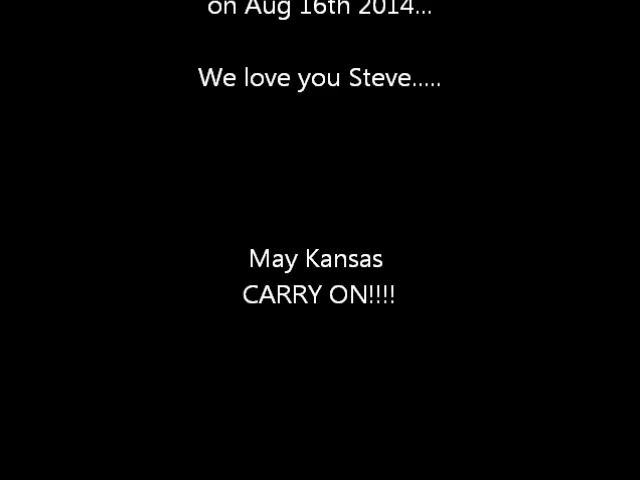 on Aug 16th 2014...
We love you Steve.....
May Kansas
CARRY ON!!!!